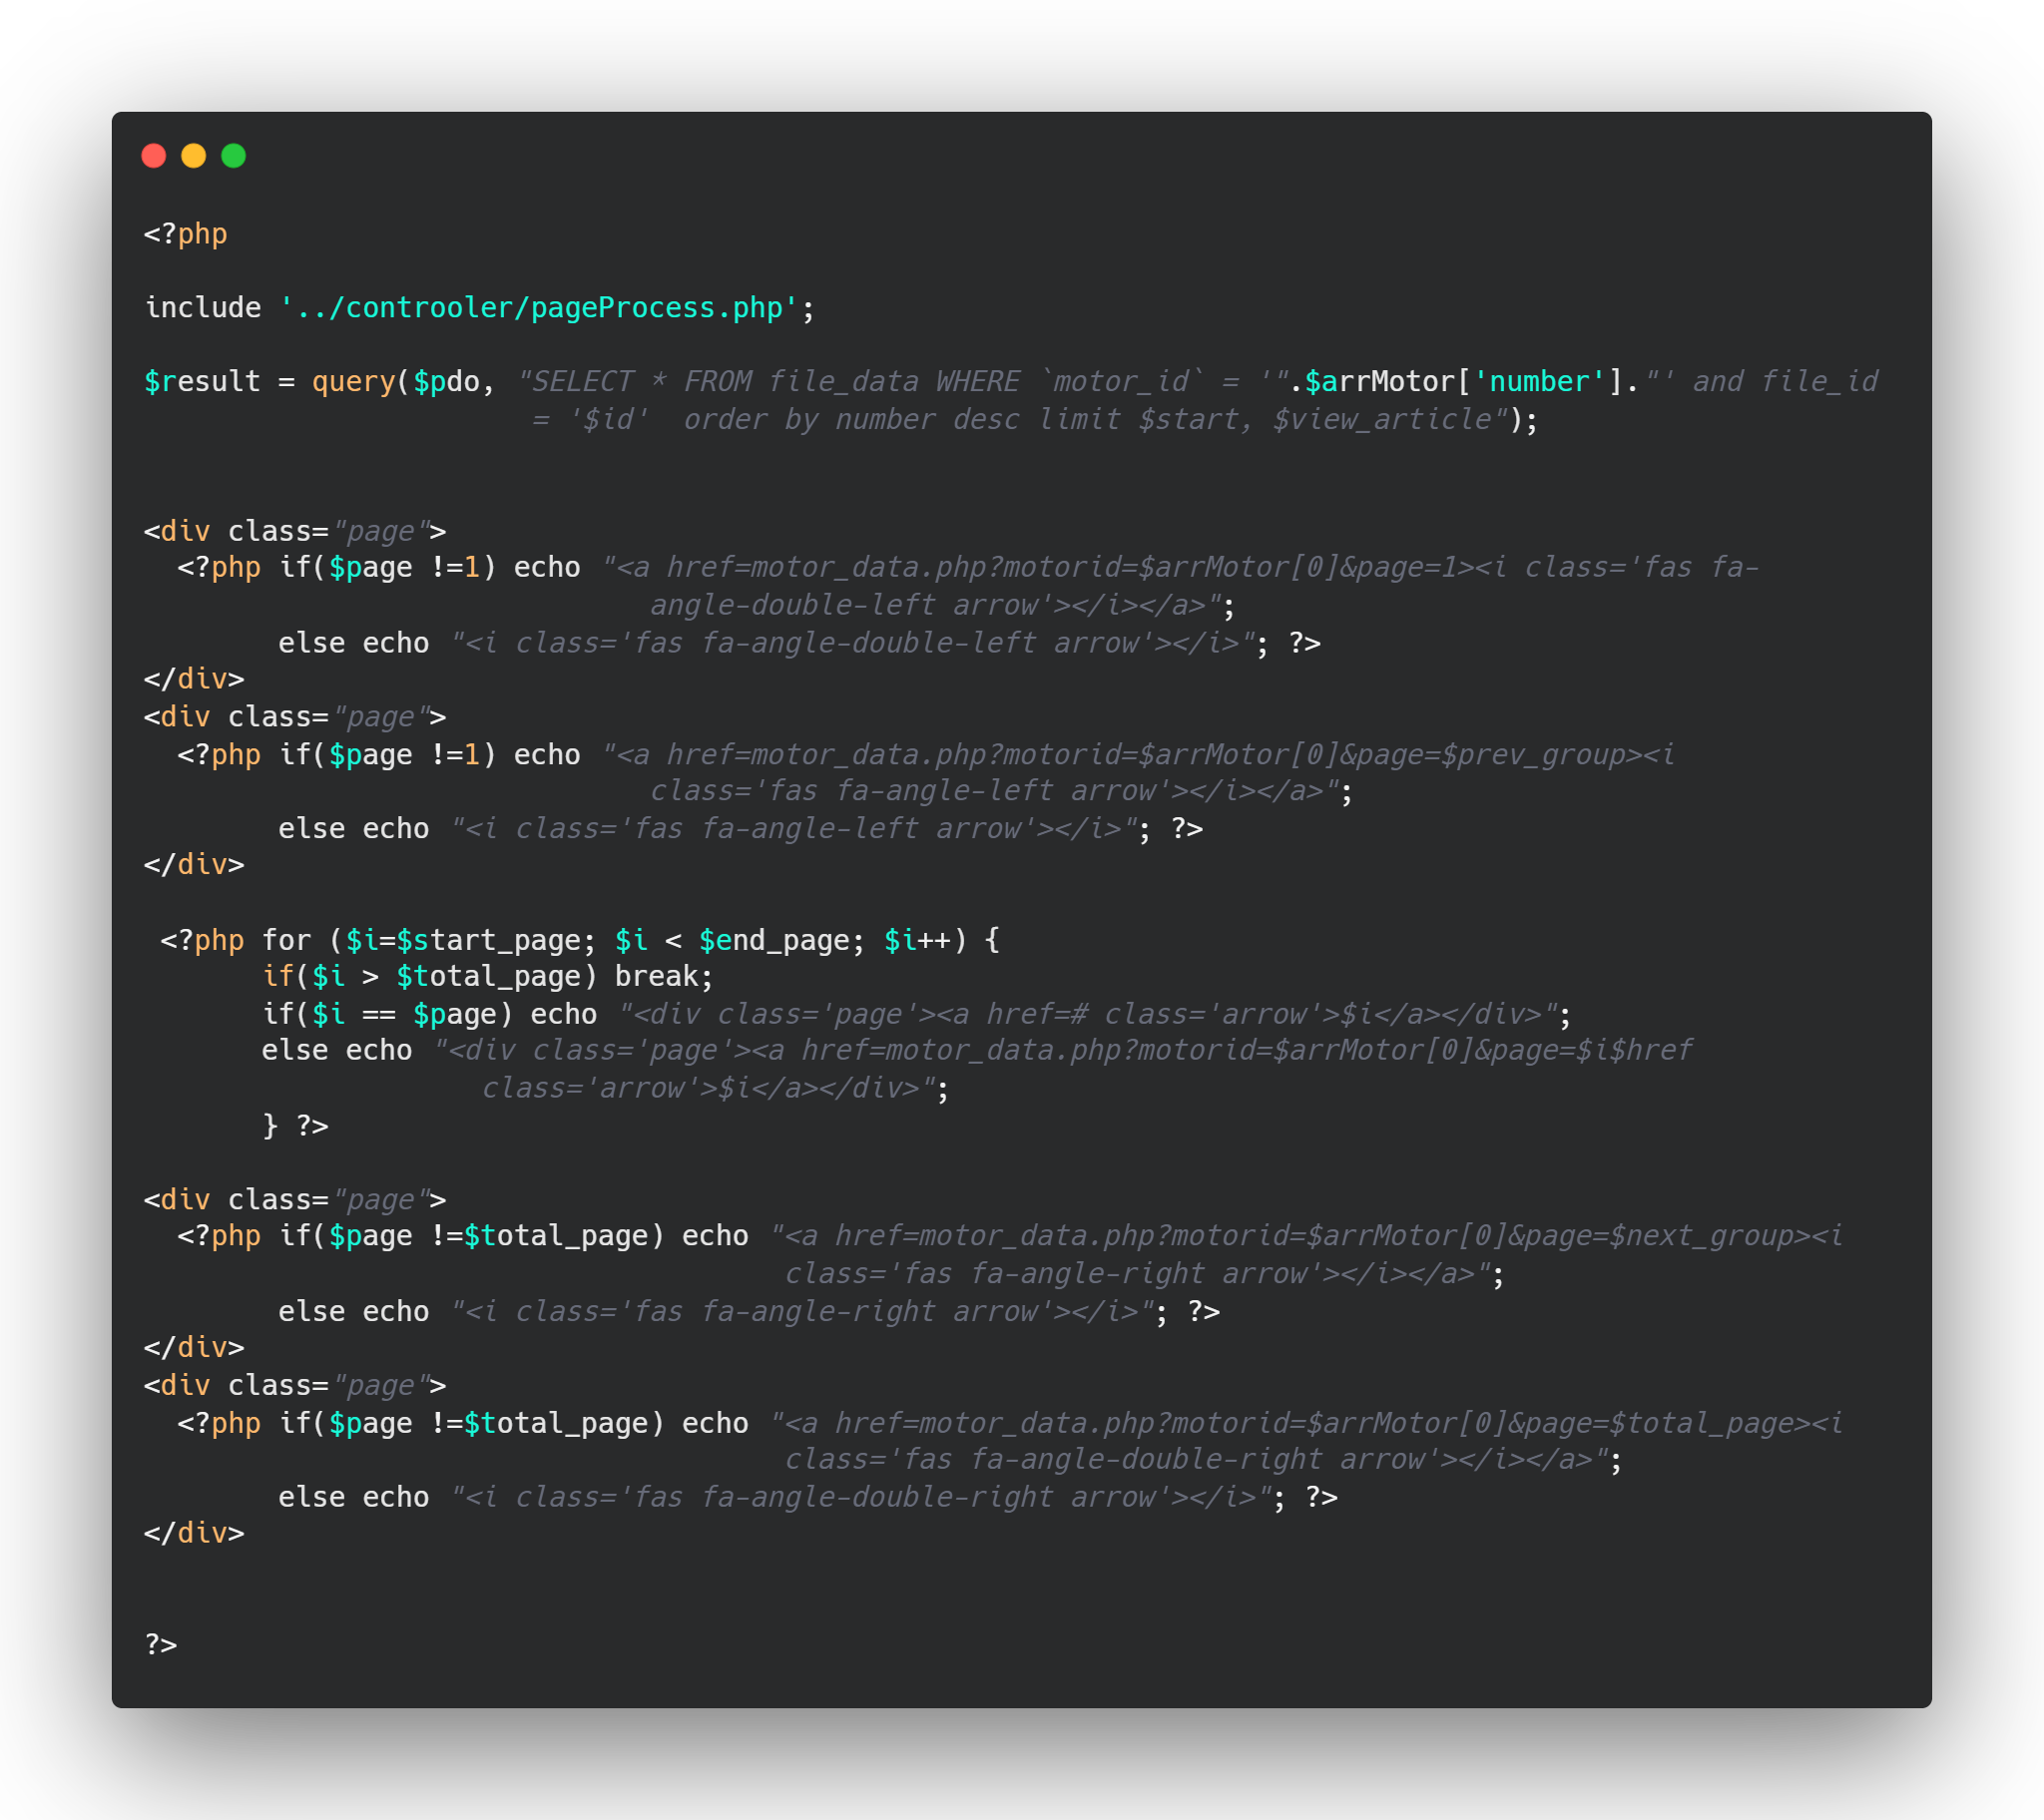 <?php
include '../controoler/pageProcess.php';
$result = query($pdo, "SELECT * FROM file_data WHERE `motor_id` = '".$arrMotor['number']."' and file_id
= '$id'  order by number desc limit $start, $view_article");
<div class="page">
<?php if($page !=1) echo "<a href=motor_data.php?motorid=$arrMotor[0]&page=1><i class='fas fa-
angle-double-left arrow'></i></a>";
else echo "<i class='fas fa-angle-double-left arrow'></i>"; ?>
</div>
<div class="page">
<?php if($page !=1) echo "<a href=motor_data.php?motorid=$arrMotor[0]&page=$prev_group><i
class='fas fa-angle-left arrow'></i></a>";
else echo "<i class='fas fa-angle-left arrow'></i>"; ?>
</div>
<?php for ($i=$start_page; $i < $end_page; $i++) {
if($i > $total_page) break;
if($i == $page) echo "<div class='page'><a href=# class='arrow'>$i</a></div>";
else echo "<div class='page'><a href=motor_data.php?motorid=$arrMotor[0]&page=$i$href
class='arrow'>$i</a></div>";
} ?>
<div class="page">
<?php if($page !=$total_page) echo "<a href=motor_data.php?motorid=$arrMotor[0]&page=$next_group><i
class='fas fa-angle-right arrow'></i></a>";
else echo "<i class='fas fa-angle-right arrow'></i>"; ?>
</div>
<div class="page">
<?php if($page !=$total_page) echo "<a href=motor_data.php?motorid=$arrMotor[0]&page=$total_page><i
class='fas fa-angle-double-right arrow'></i></a>";
else echo "<i class='fas fa-angle-double-right arrow'></i>"; ?>
</div>
?>